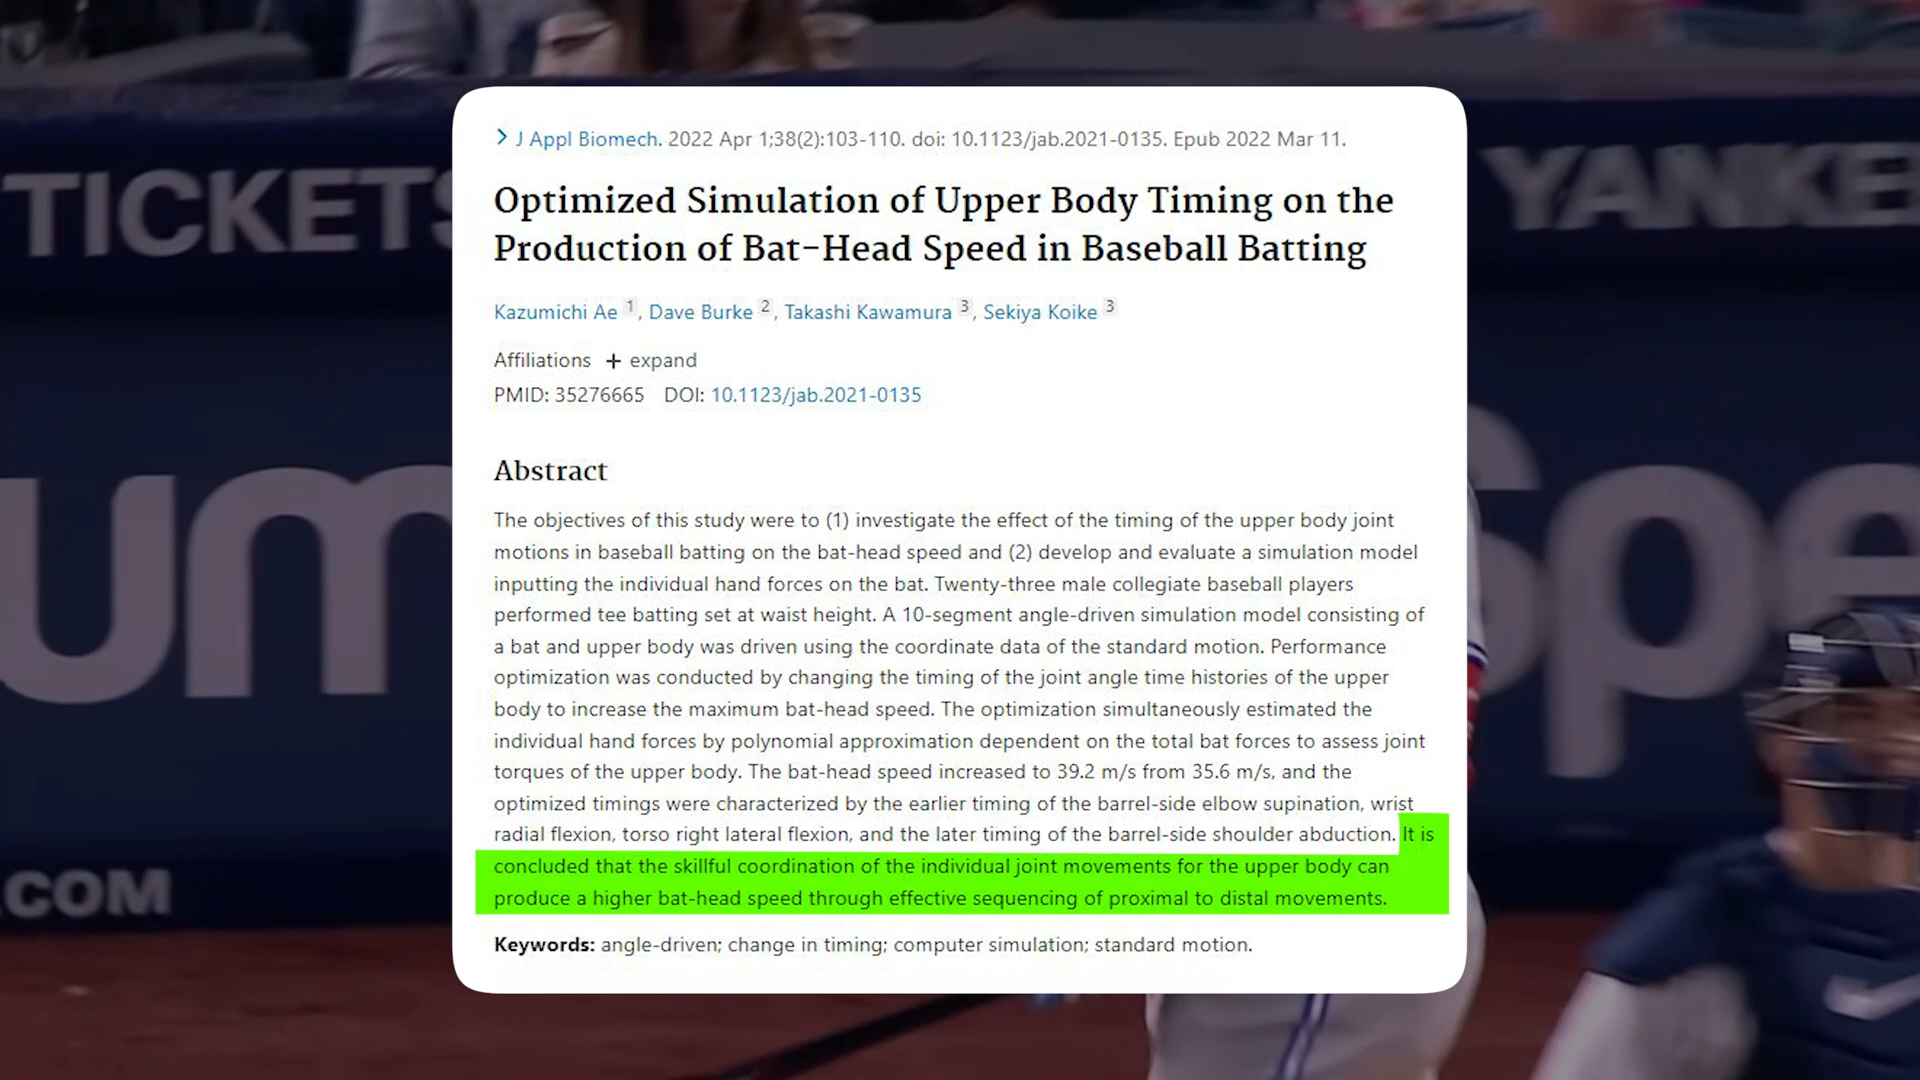 > J Appl Biomech. 2022 Apr 1;38(2):103-110. doi: 10.1123/jab.2021-0135. Epub 2022 Mar 11.
Optimized Simulation of Upper Body Timing on the
Production of Bat-Head Speed in Baseball Batting
Kazumichi Ae 1, Dave Burke 2, Takashi Kawamura 3, Sekiya Koike 3
Affiliations + expand
PMID: 35276665 DOI: 10.1123/jab.2021-0135
Abstract
The objectives of this study were to (1) investigate the effect of the timing of the upper body joint
motions in baseball batting on the bat-head speed and (2) develop and evaluate a simulation model
inputting the individual hand forces on the bat. Twenty-three male collegiate baseball players
performed tee batting set at waist height. A 10-segment angle-driven simulation model consisting of
a bat and upper body was driven using the coordinate data of the standard motion. Performance
optimization was conducted by changing the timing of the joint angle time histories of the upper
body to increase the maximum bat-head speed. The optimization simultaneously estimated the
individual hand forces by polynomial approximation dependent on the total bat forces to assess joint
torques of the upper body. The bat-head speed increased to 39.2 m/s from 35.6 m/s, and the
optimized timings were characterized by the earlier timing of the barrel-side elbow supination, wrist
radial flexion, torso right lateral flexion, and the later timing of the barrel-side shoulder abduction. It is
concluded that the skillful coordination of the individual joint movements for the upper body can
produce a higher bat-head speed through effective sequencing of proximal to distal movements.
Keywords: angle-driven; change in timing; computer simulation; standard motion.
TICKETS
YANKE
um
Spe
.COM